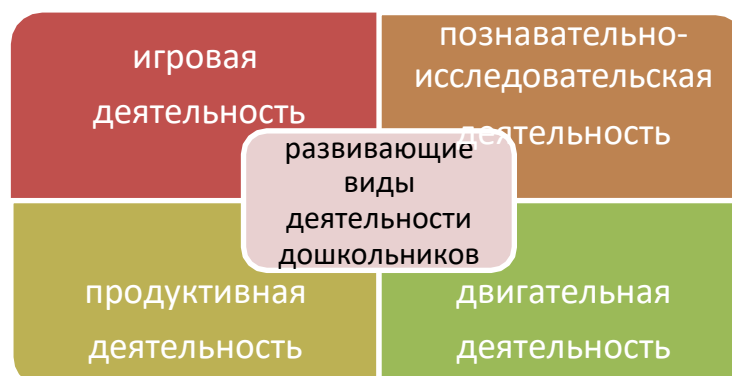 игровая
деятельность
познавательно-
исследовательская
деятельность
развивающие
виды
деятельности
дошкольников
продуктивная
деятельность
двигательная
деятельность